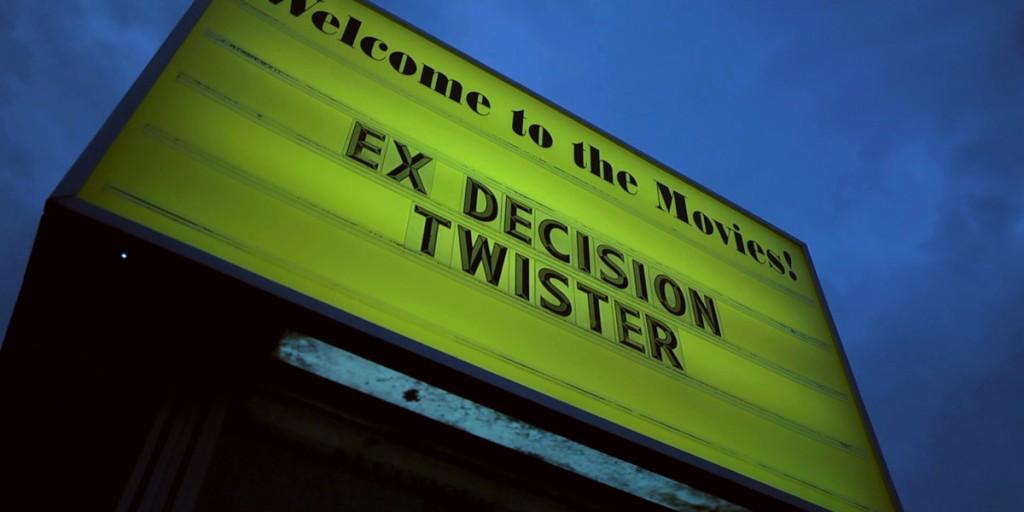 Welcome to the Movies!
EX DECISION
TWISTER